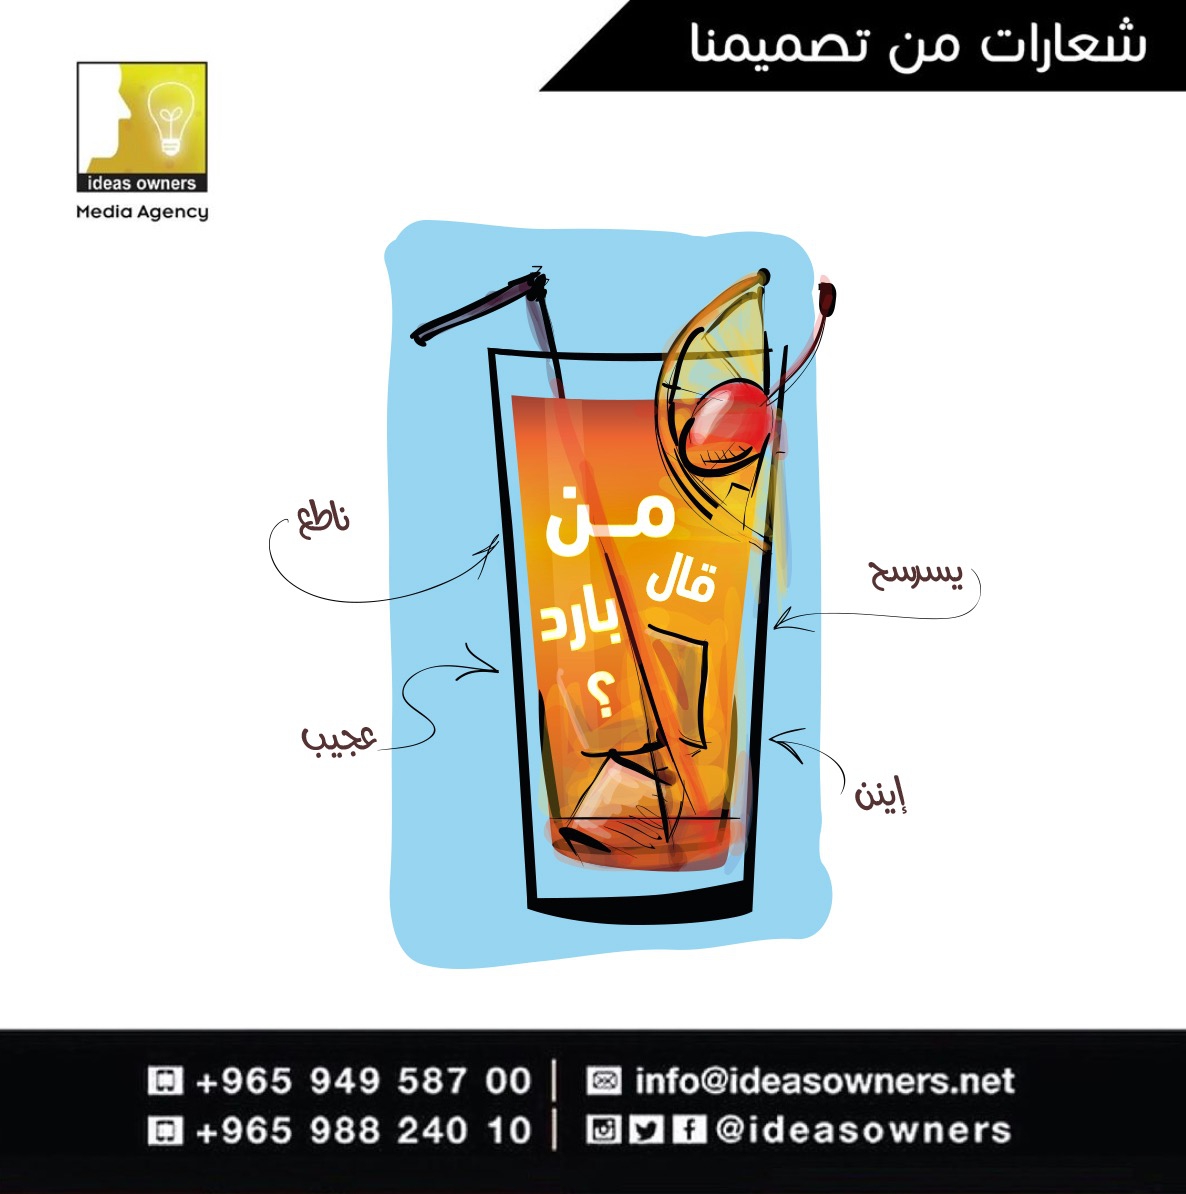 شعارات من تصميمنا
ideas owners
Media Agency
من
قال
بارد
؟
ناطع
يسرسح
عجيب
إينن
+965 949 587 00
info@ideasowners.net
+965 988 240 10
@ideasowners